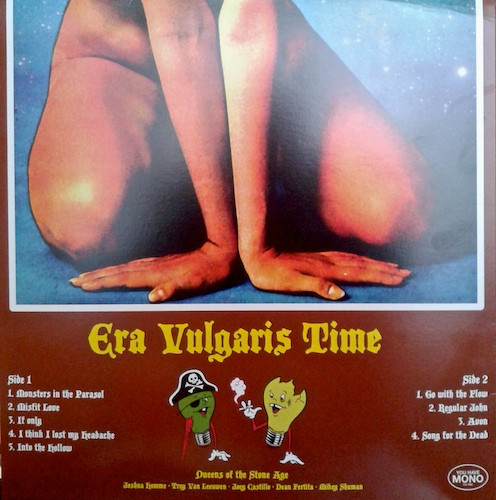 Era Vulgaris Time
Side 1
1. Monsters in the Parasol
2. Misfit Love
3. If only
4. I think I lost my Headache
5. Into the Hollow
Side 2
1. Go with the Flow
2. Regular John
3. Avon
4. Song for the Dead
Queens of the Stone Age
Joshua Homme · Troy Van Leeuwen · Joey Castillo · Dean Fertita · Mikey Shuman
YOU HAVE
MONO